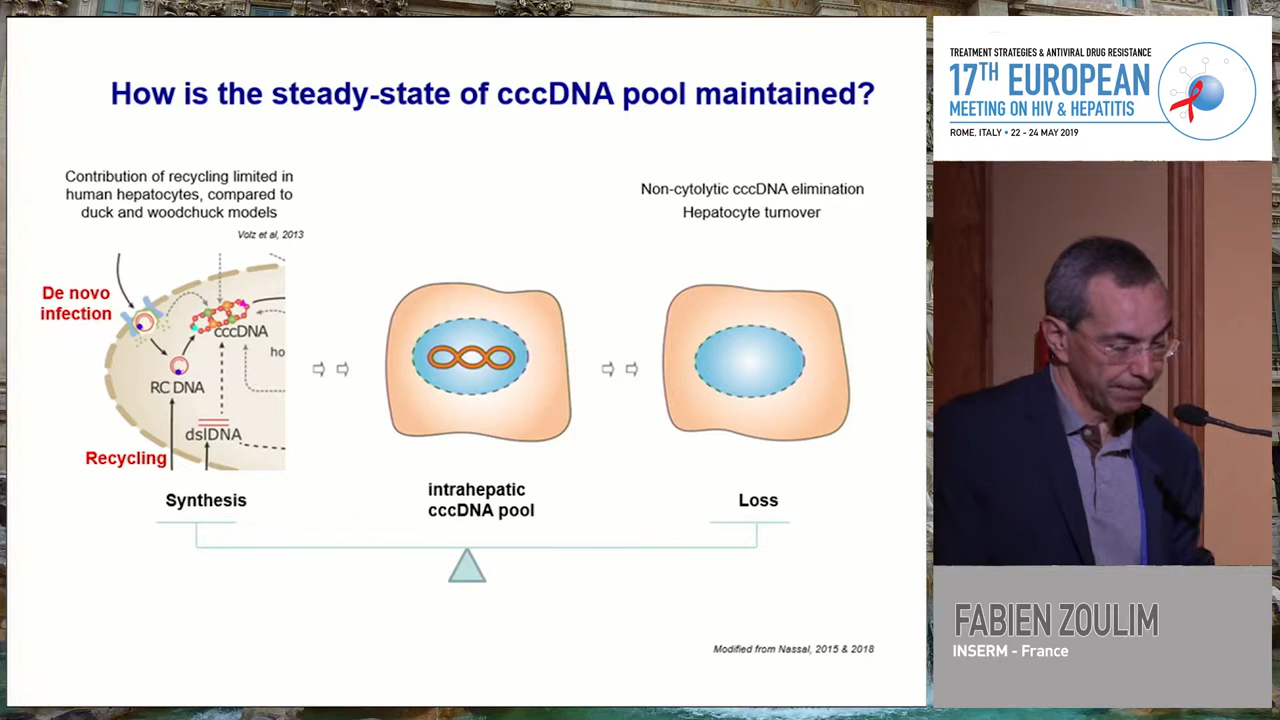 How is the steady-state of cccDNA pool maintained?
Contribution of recycling limited in
human hepatocytes, compared to
duck and woodchuck models
Volz et al, 2013
Non-cytolytic cccDNA elimination
Hepatocyte turnover
De novo
infection
cccDNA
ho
RC DNA
dslDNA
Recycling
Synthesis
intrahepatic
cccDNA pool
Loss
Modified from Nassal, 2015 & 2018
TREATMENT STRATEGIES & ANTIVIRAL DRUG RESISTANCE
17TH EUROPEAN
MEETING ON HIV & HEPATITIS
ROME, ITALY • 22 - 24 MAY 2019
FABIEN ZOULIM
INSERM - France